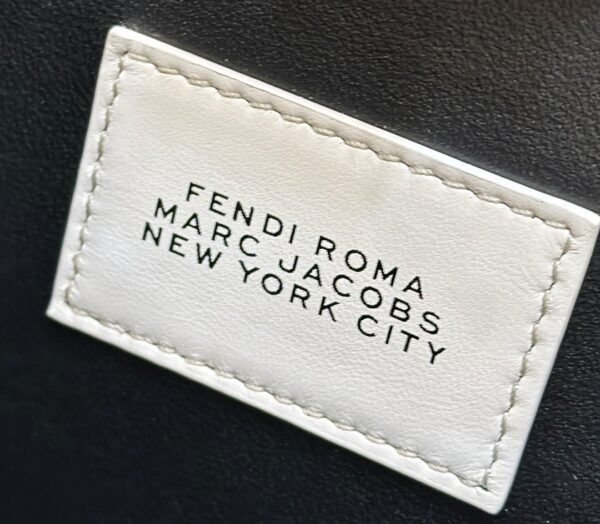 FENDI ROMA
MARC JACOBS
NEW YORK CITY